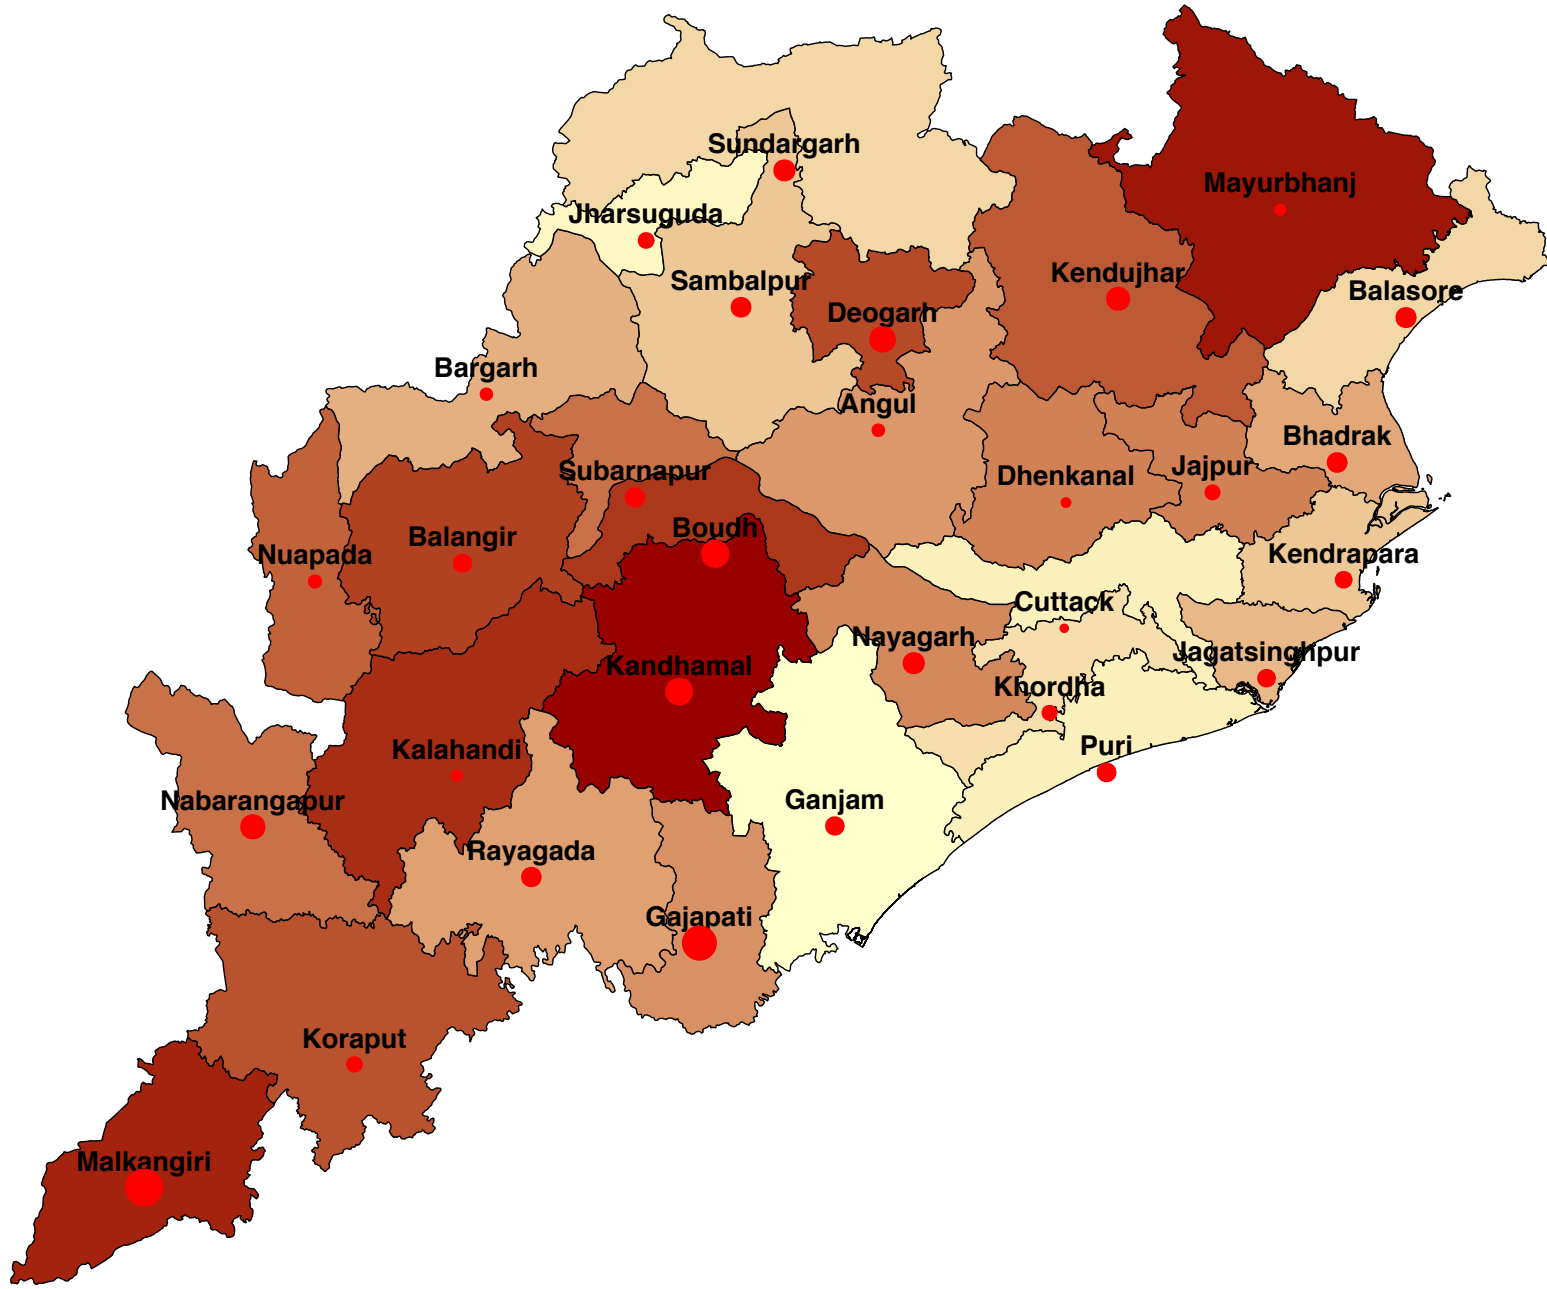 Sundargarh
Mayurbhanj
Jharsuguda
Kendujhar
Sambalpur
Balasore
Deogarh
Bargarh
Angul
Bhadrak
Jajpur
Subarnapur
Dhenkanal
Boudh
Balangir
Nuapada
Kendrapara
Cuttack
Nayagarh
Jagatsinghpur
Kandhamal
Khordha
Puri
Kalahandi
Nabarangapur
Ganjam
Rayagada
Gajapati
Koraput
Malkangiri